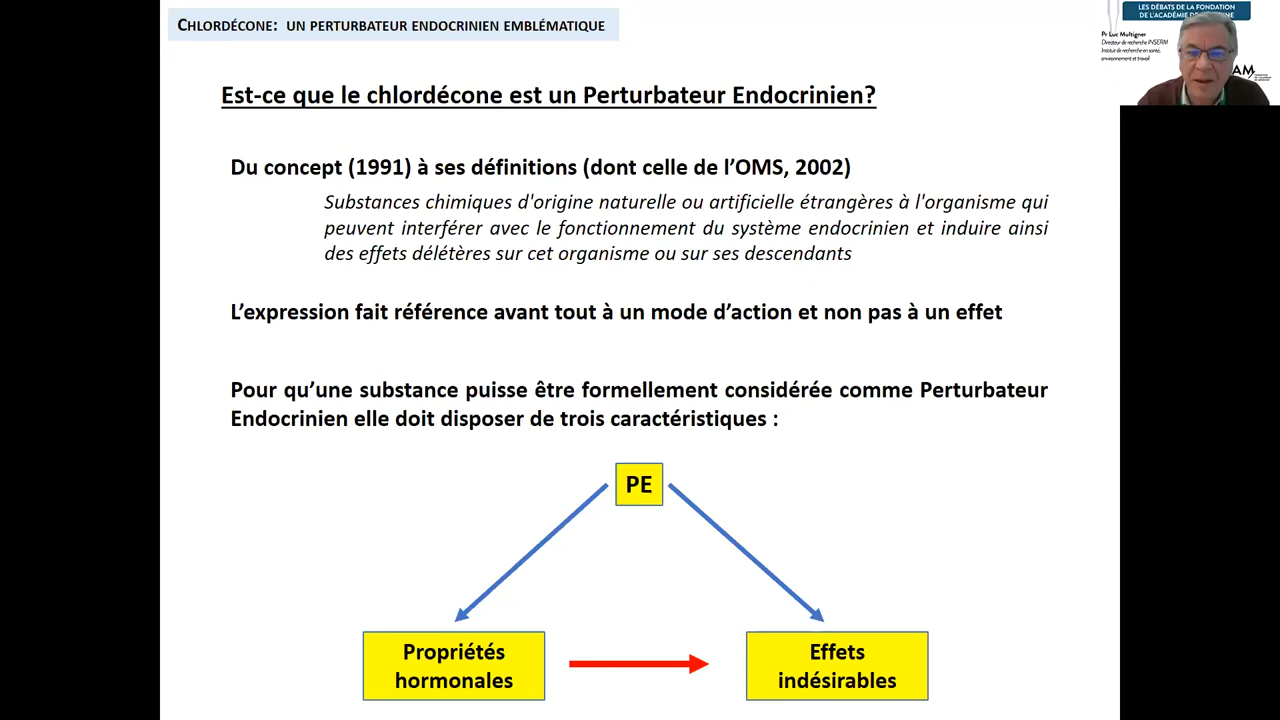 CHLORDÉCONE: UN PERTURBATEUR ENDOCRINIEN EMBLÉMATIQUE
LES DÉBATS DE LA FONDATION
DE L'ACADÉMIE DE
Pr Luc Multigner
Directeur de recherche INSERM
Institut de recherche en santé,
environnement et travail
Est-ce que le chlordécone est un Perturbateur Endocrinien?
Du concept (1991) à ses définitions (dont celle de l'OMS, 2002)
Substances chimiques d'origine naturelle ou artificielle étrangères à l'organisme qui
peuvent interférer avec le fonctionnement du système endocrinien et induire ainsi
des effets délétères sur cet organisme ou sur ses descendants
L'expression fait référence avant tout à un mode d'action et non pas à un effet
Pour qu'une substance puisse être formellement considérée comme Perturbateur
Endocrinien elle doit disposer de trois caractéristiques :
PE
Propriétés
hormonales
Effets
indésirables